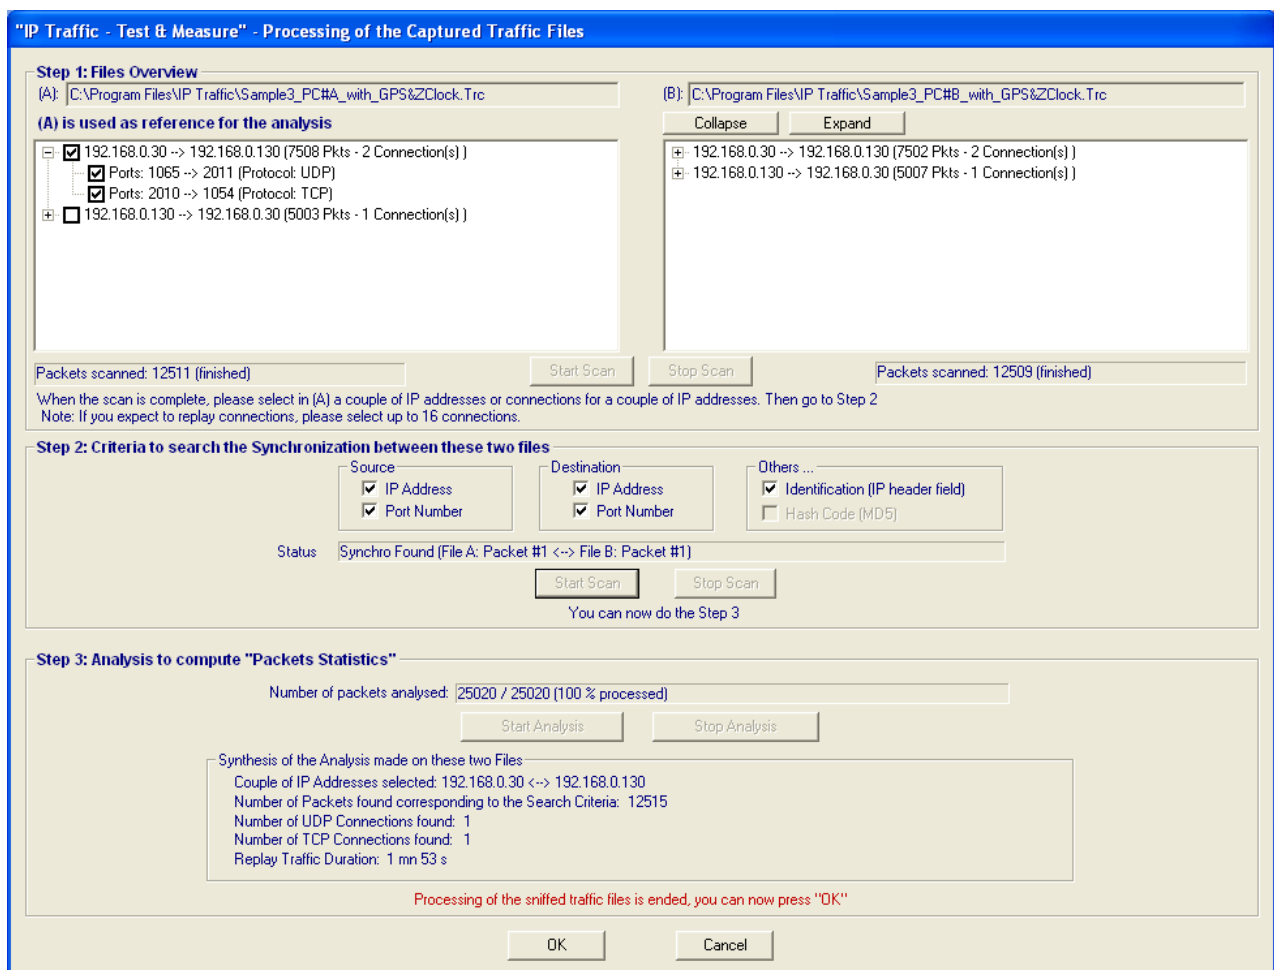 "IP Traffic - Test & Measure" - Processing of the Captured Traffic Files
Step 1: Files Overview
(A): C:\Program Files\IP Traffic\Sample3_PC#A_with_GPS&ZClock.Trc
(B): C:\Program Files\IP Traffic\Sample3_PC#B_with_GPS&ZClock.Trc
(A) is used as reference for the analysis
Collapse Expand
192.168.0.30 --> 192.168.0.130 (7508 Pkts - 2 Connection(s) )
Ports: 1065 --> 2011 (Protocol: UDP)
Ports: 2010 --> 1054 (Protocol: TCP)
192.168.0.130 --> 192.168.0.30 (5003 Pkts - 1 Connection(s) )
192.168.0.30 --> 192.168.0.130 (7502 Pkts - 2 Connection(s) )
192.168.0.130 --> 192.168.0.30 (5007 Pkts - 1 Connection(s) )
Packets scanned: 12511 (finished)
Start Scan Stop Scan
Packets scanned: 12509 (finished)
When the scan is complete, please select in (A) a couple of IP addresses or connections for a couple of IP addresses. Then go to Step 2
Note: If you expect to replay connections, please select up to 16 connections.
Step 2: Criteria to search the Synchronization between these two files
Source
IP Address
Port Number
Destination
IP Address
Port Number
Others ...
Identification (IP header field)
Hash Code (MD5)
Status Synchro Found (File A: Packet #1 <--> File B: Packet #1)
Start Scan Stop Scan
You can now do the Step 3
Step 3: Analysis to compute "Packets Statistics"
Number of packets analysed: 25020 / 25020 (100 % processed)
Start Analysis Stop Analysis
Synthesis of the Analysis made on these two Files
Couple of IP Addresses selected: 192.168.0.30 <--> 192.168.0.130
Number of Packets found corresponding to the Search Criteria: 12515
Number of UDP Connections found: 1
Number of TCP Connections found: 1
Replay Traffic Duration: 1 mn 53 s
Processing of the sniffed traffic files is ended, you can now press "OK"
OK Cancel